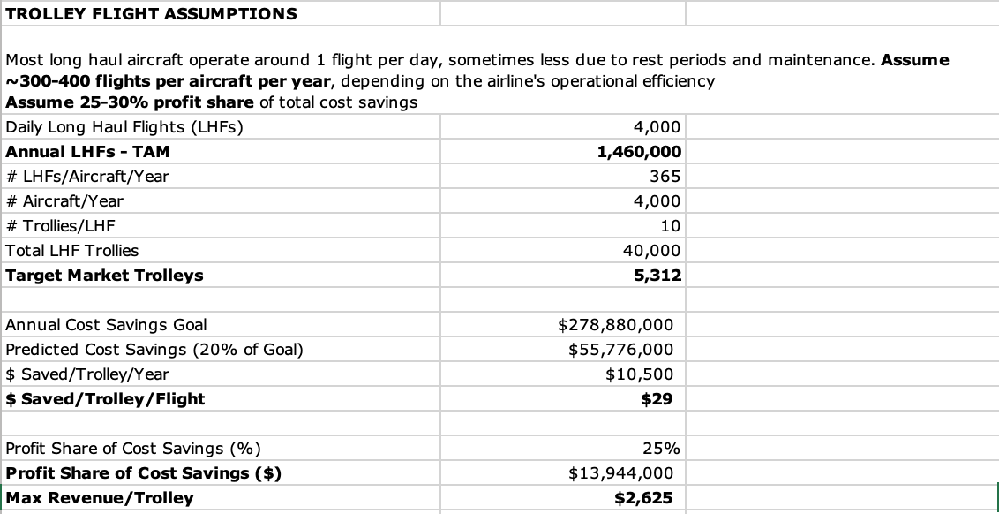 TROLLEY FLIGHT ASSUMPTIONS
Most long haul aircraft operate around 1 flight per day, sometimes less due to rest periods and maintenance. Assume
~300-400 flights per aircraft per year, depending on the airline's operational efficiency
Assume 25-30% profit share of total cost savings
Daily Long Haul Flights (LHFs) 4,000
Annual LHFs - TAM 1,460,000
# LHFs/Aircraft/Year 365
# Aircraft/Year 4,000
# Trollies/LHF 10
Total LHF Trollies 40,000
Target Market Trolleys 5,312
Annual Cost Savings Goal $278,880,000
Predicted Cost Savings (20% of Goal) $55,776,000
$ Saved/Trolley/Year $10,500
$ Saved/Trolley/Flight $29
Profit Share of Cost Savings (%) 25%
Profit Share of Cost Savings ($) $13,944,000
Max Revenue/Trolley $2,625